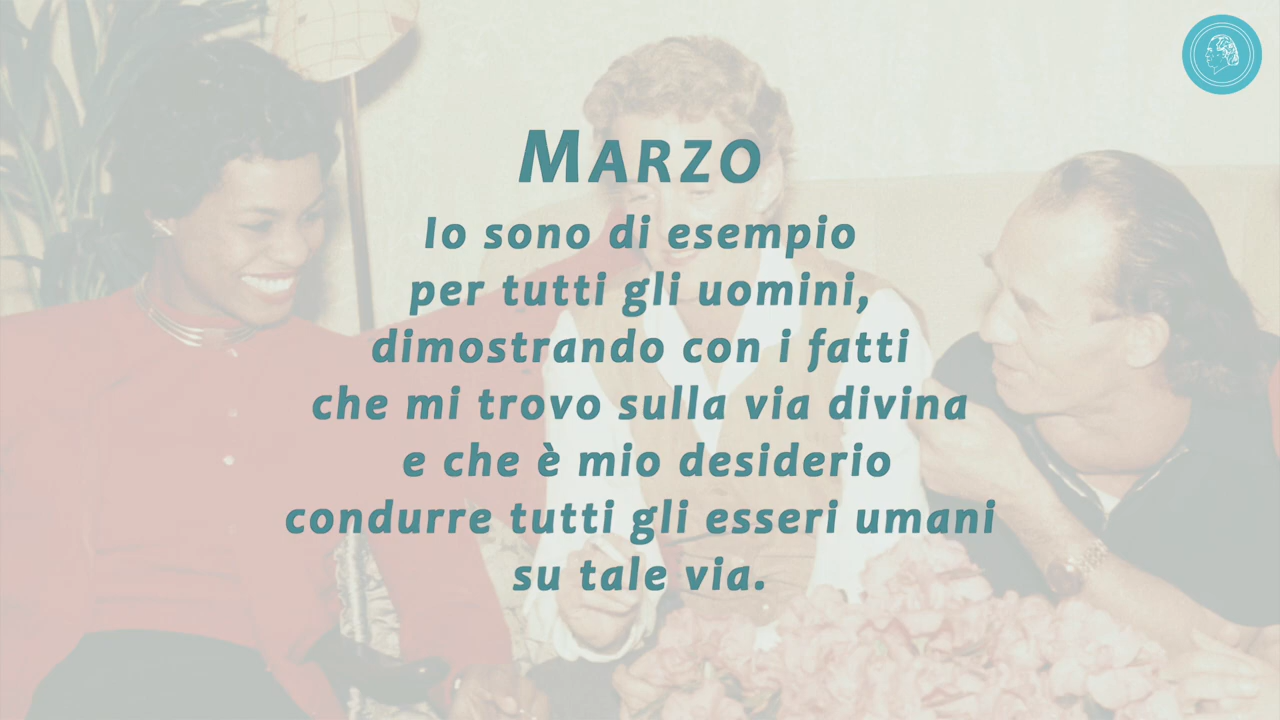 Marzo
Io sono di esempio
per tutti gli uomini,
dimostrando con i fatti
che mi trovo sulla via divina
e che è mio desiderio
condurre tutti gli esseri umani
su tale via.